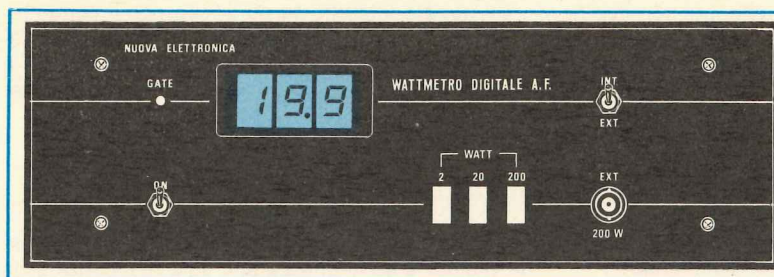 NUOVA ELETTRONICA
GATE
19.9
WATTMETRO DIGITALE A.F.
INT
EXT.
ON
WATT
2 20 200
EXT
200 W